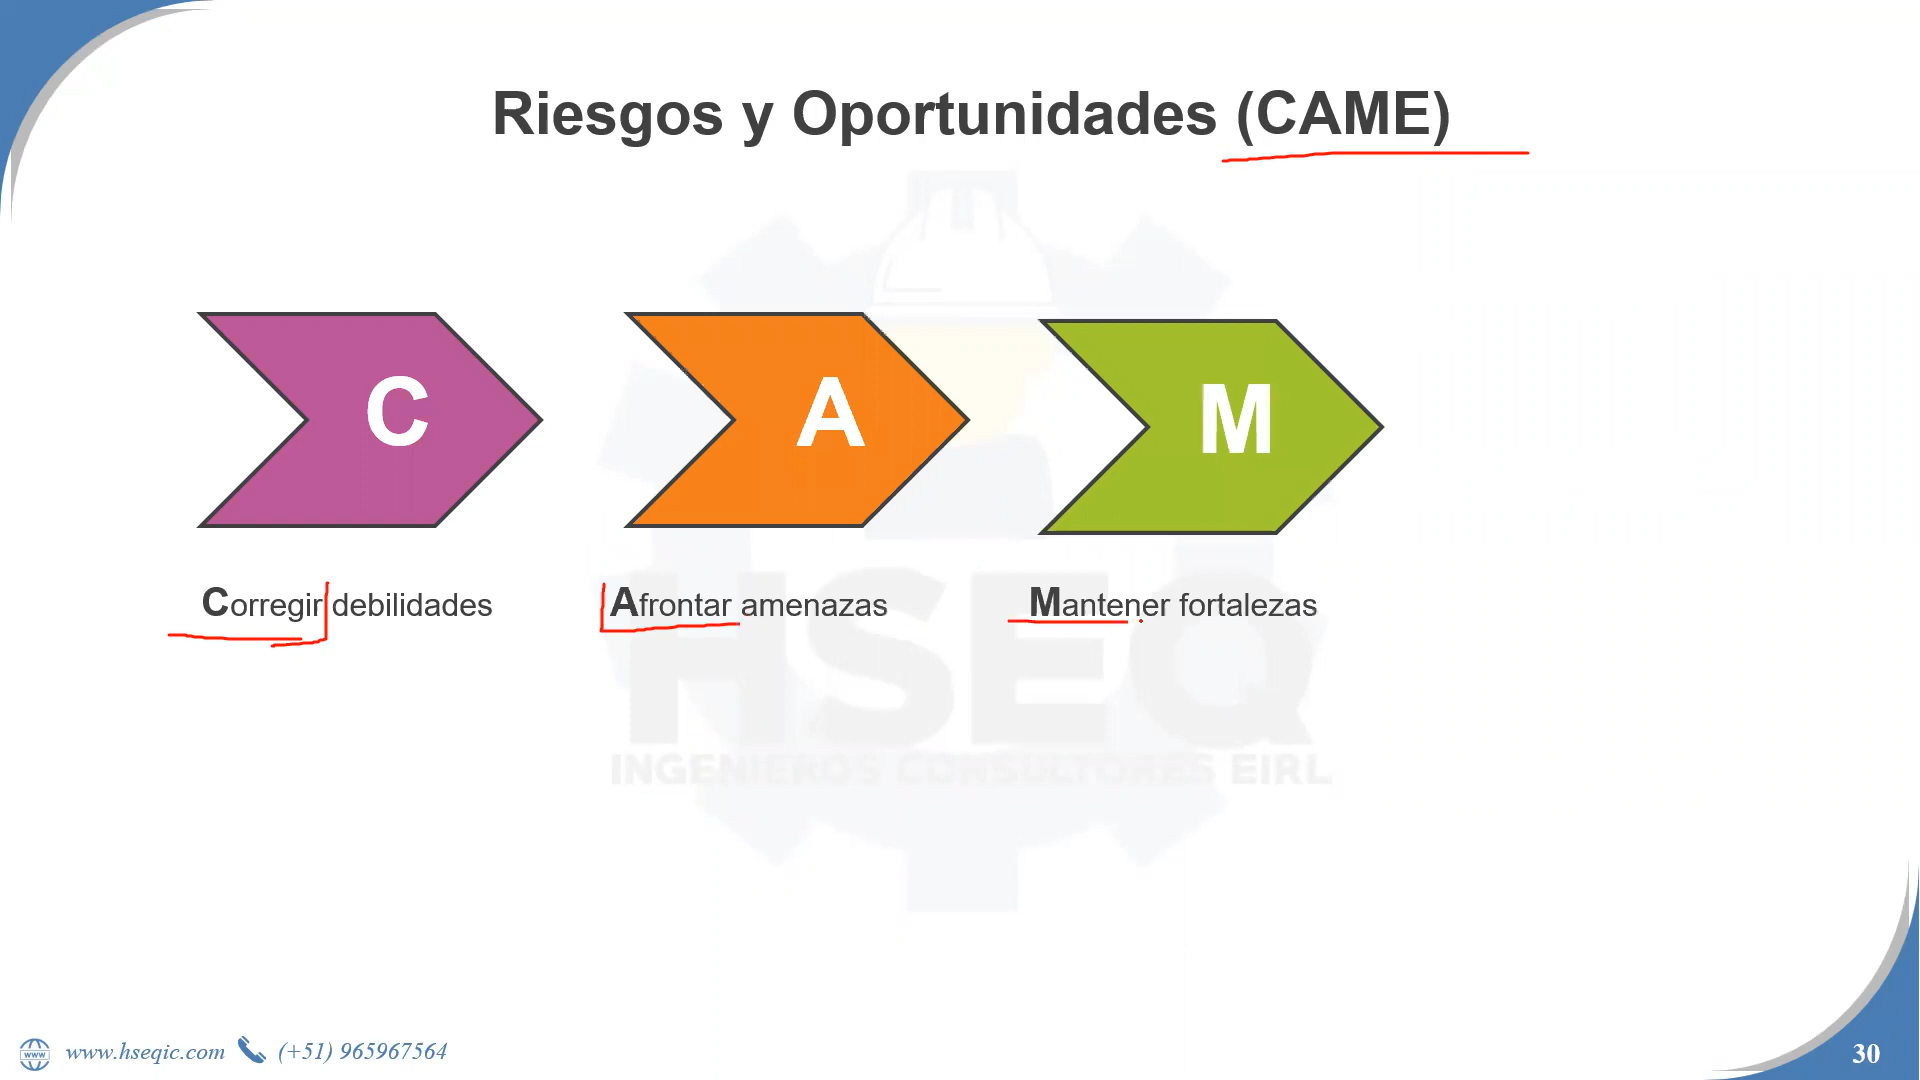 Riesgos y Oportunidades (CAME)
C
A
M
Corregir debilidades
Afrontar amenazas
Mantener fortalezas
HSEQ
INGENIEROS CONSULTORES EIRL
www
www.hseqic.com
(+51) 965967564
30